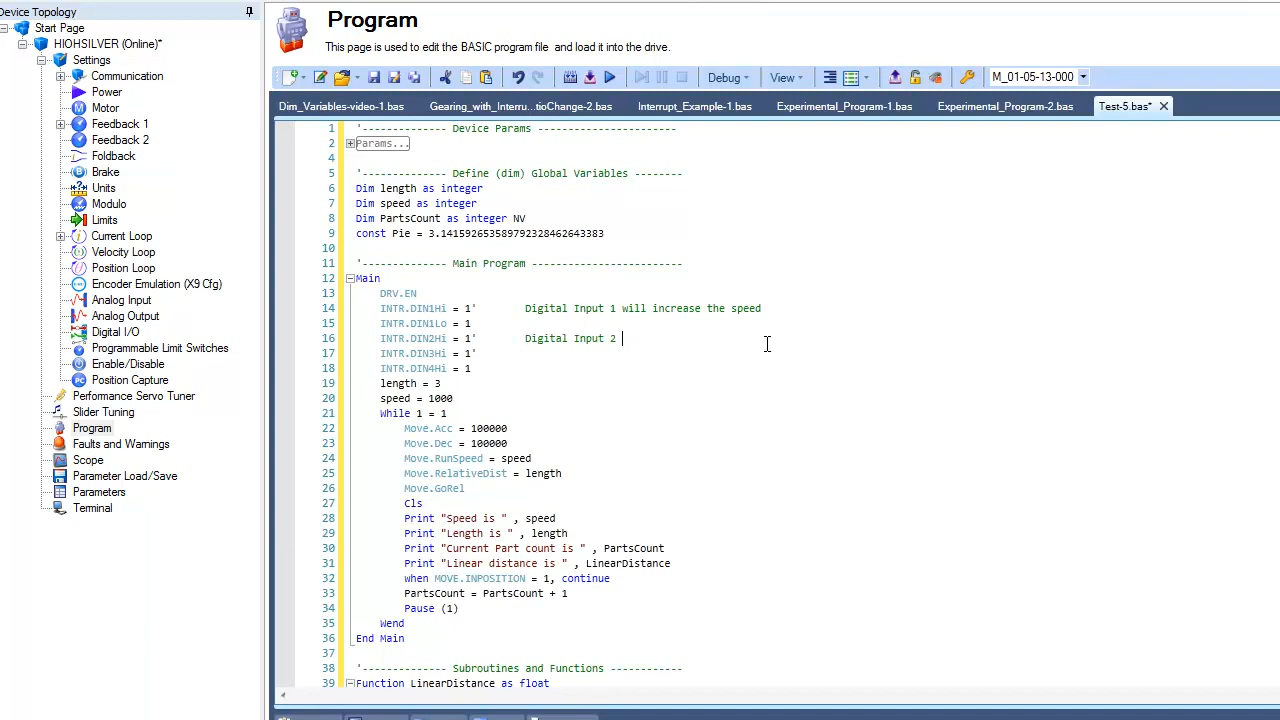 Device Topology
Start Page
HIOHSILVER (Online)*
Settings
Communication
Power
Motor
Feedback 1
Feedback 2
Foldback
Brake
Units
Modulo
Limits
Current Loop
Velocity Loop
Position Loop
Encoder Emulation (X9 Cfg)
Analog Input
Analog Output
Digital I/O
Programmable Limit Switches
Enable/Disable
Position Capture
Performance Servo Tuner
Slider Tuning
Program
Faults and Warnings
Scope
Parameter Load/Save
Parameters
Terminal
Program
This page is used to edit the BASIC program file and load it into the drive.
Debug View M_01-05-13-000
Dim_Variables-video-1.bas Gearing_with_Interru...tioChange-2.bas Interrupt_Example-1.bas Experimental_Program-1.bas Experimental_Program-2.bas Test-5.bas*
1 '-------------- Device Params -----------------------
2 Params...
4
5 '-------------- Define (dim) Global Variables --------
6 Dim length as integer
7 Dim speed as integer
8 Dim PartsCount as integer NV
9 const Pie = 3.14159265358979232846264338​3
10
11 '-------------- Main Program -------------------------
12 Main
13 DRV.EN
14 INTR.DIN1Hi = 1' Digital Input 1 will increase the speed
15 INTR.DIN1Lo = 1
16 INTR.DIN2Hi = 1' Digital Input 2
17 INTR.DIN3Hi = 1'
18 INTR.DIN4Hi = 1
19 length = 3
20 speed = 1000
21 While 1 = 1
22 Move.Acc = 100000
23 Move.Dec = 100000
24 Move.RunSpeed = speed
25 Move.RelativeDist = length
26 Move.GoRel
27 Cls
28 Print "Speed is " , speed
29 Print "Length is " , length
30 Print "Current Part count is " , PartsCount
31 Print "Linear distance is " , LinearDistance
32 when MOVE.INPOSITION = 1, continue
33 PartsCount = PartsCount + 1
34 Pause (1)
35 Wend
36 End Main
37
38 '-------------- Subroutines and Functions ------------
39 Function LinearDistance as float